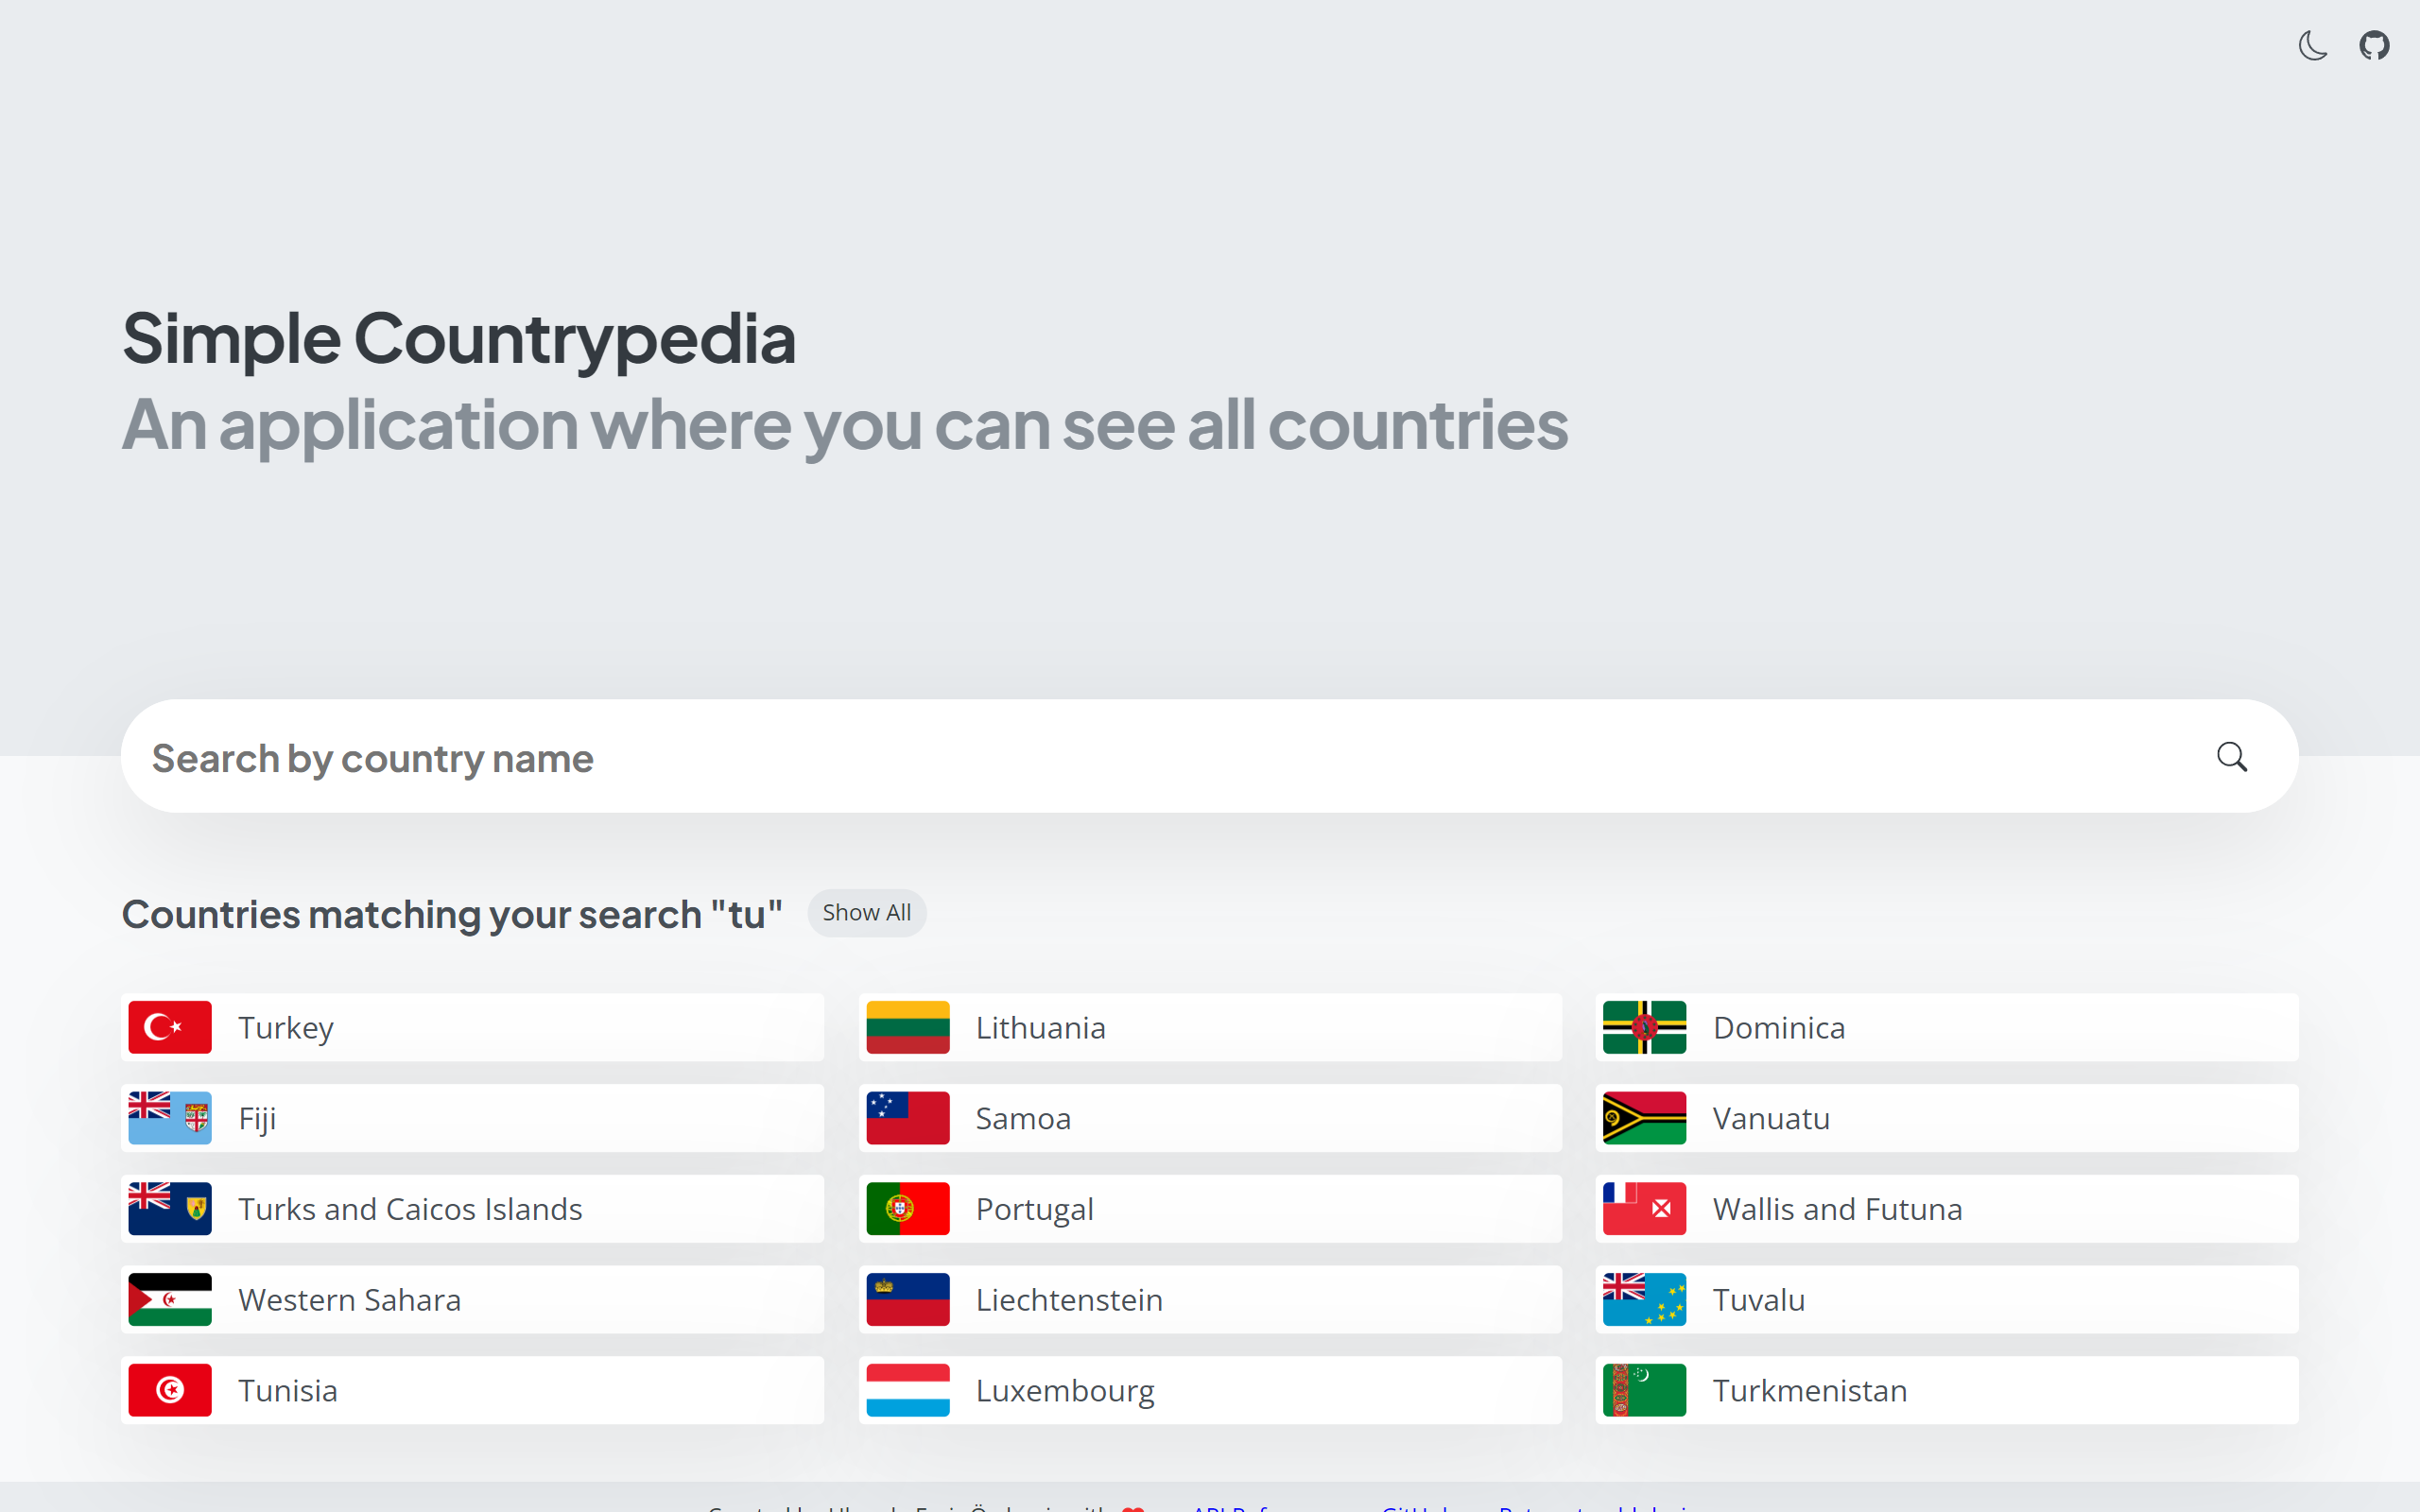 Simple Countrypedia
An application where you can see all countries
Search by country name
Countries matching your search "tu" Show All
Turkey Lithuania Dominica
Fiji Samoa Vanuatu
Turks and Caicos Islands Portugal Wallis and Futuna
Western Sahara Liechtenstein Tuvalu
Tunisia Luxembourg Turkmenistan